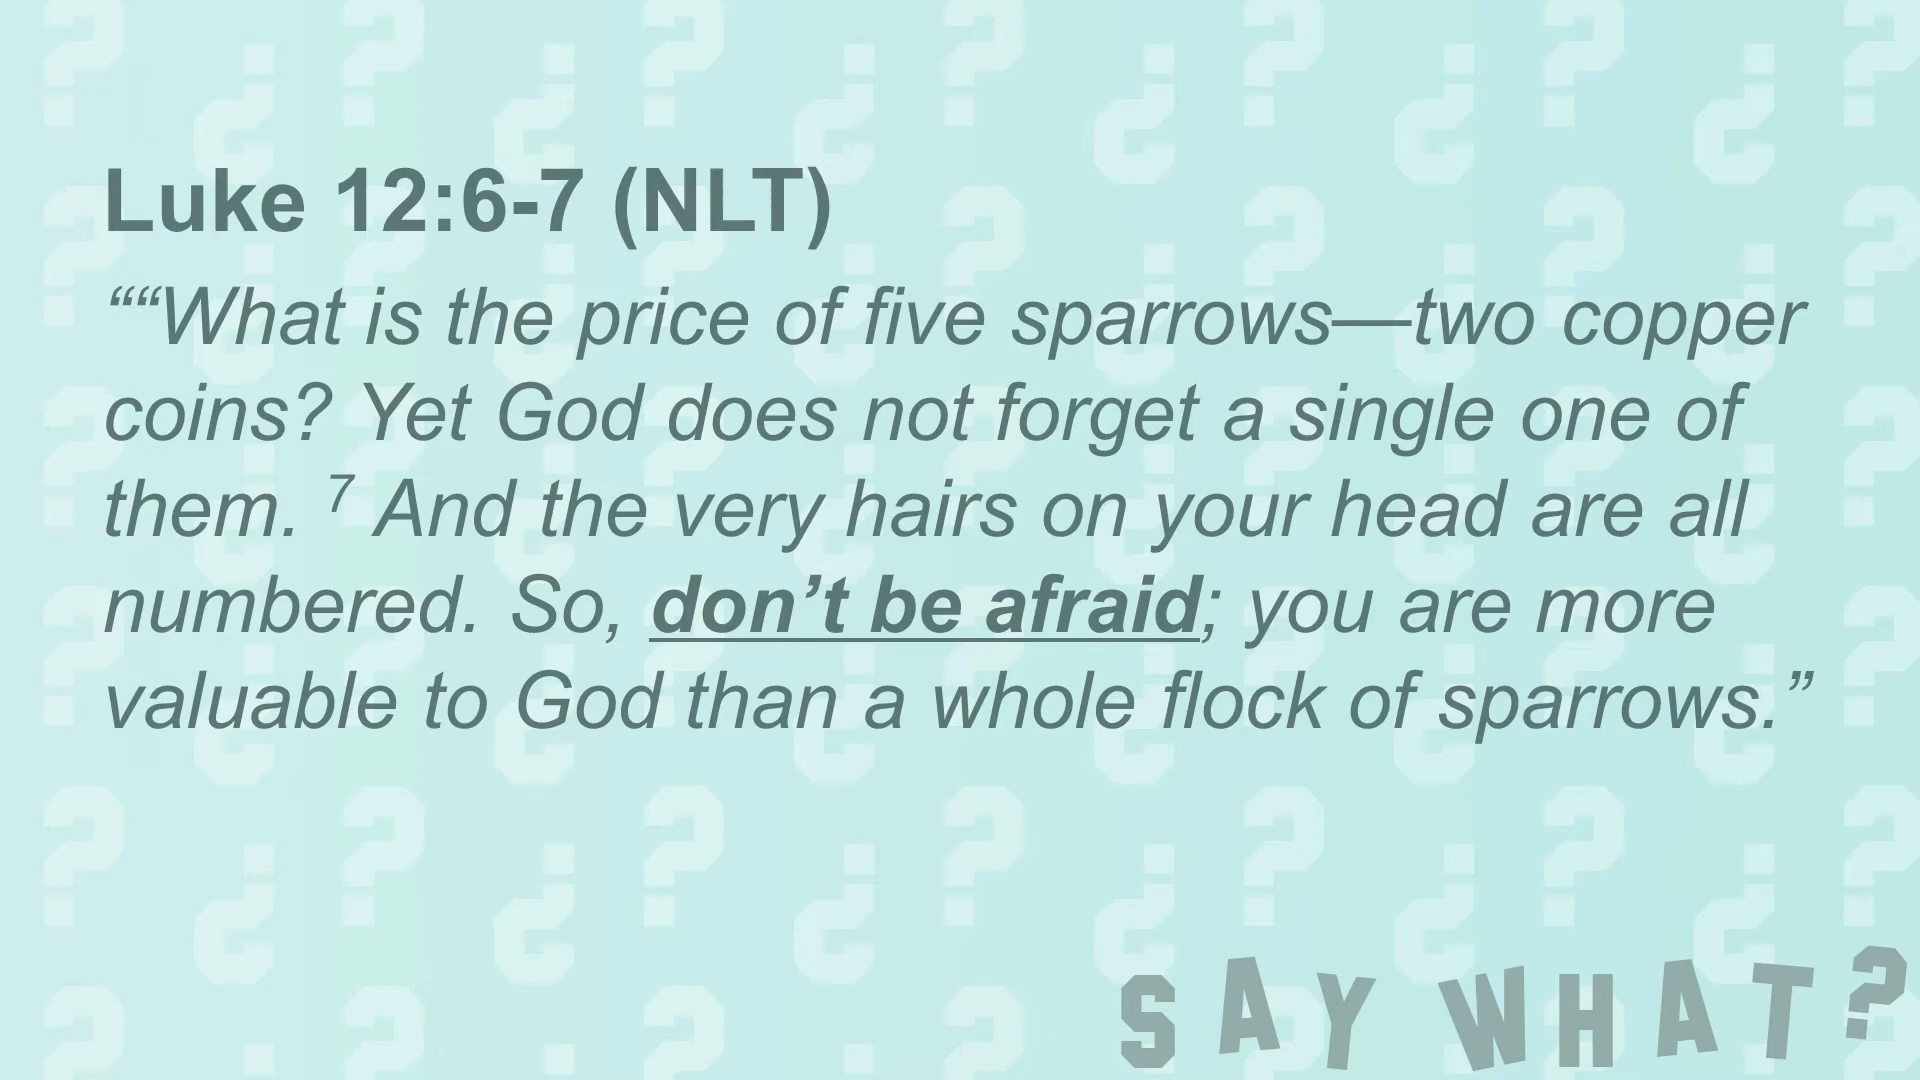 Luke 12:6-7 (NLT)
““What is the price of five sparrows—two copper
coins? Yet God does not forget a single one of
them. ⁷ And the very hairs on your head are all
numbered. So, don’t be afraid; you are more
valuable to God than a whole flock of sparrows.”
SAY WHAT?